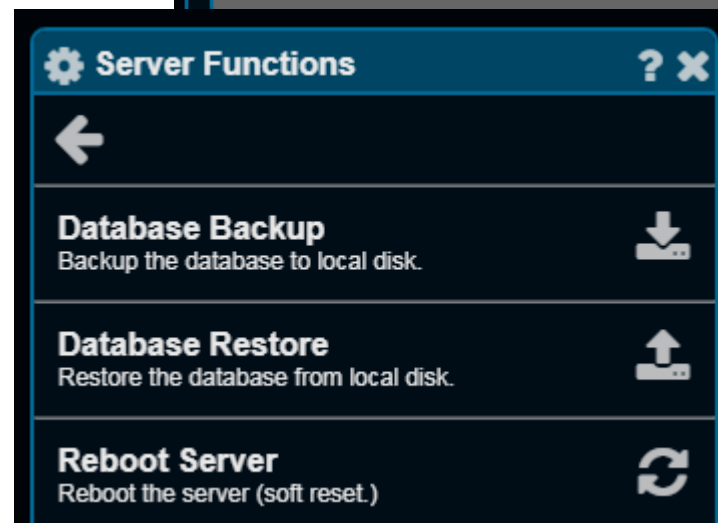 Server Functions ?
Database Backup
Backup the database to local disk.
Database Restore
Restore the database from local disk.
Reboot Server
Reboot the server (soft reset.)